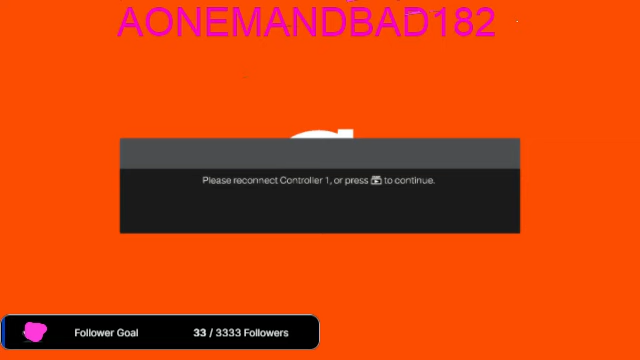 AONEMANDBAD182
Please reconnect Controller 1, or press to continue.
Follower Goal
33 / 3333 Followers